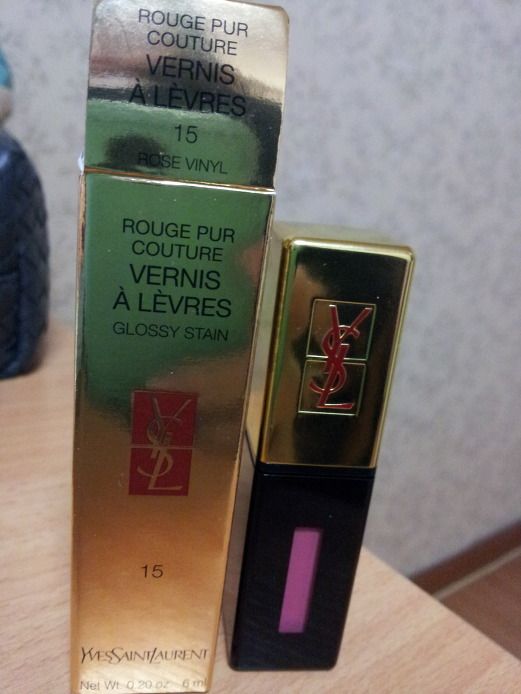 ROUGE PUR
COUTURE
VERNIS
À LÈVRES
15
ROSE VINYL
ROUGE PUR
COUTURE
VERNIS
À LÈVRES
GLOSSY STAIN
YSL
15
YVESSAINTLAURENT
Net Wt. 0.20 oz. 6 ml
YSL